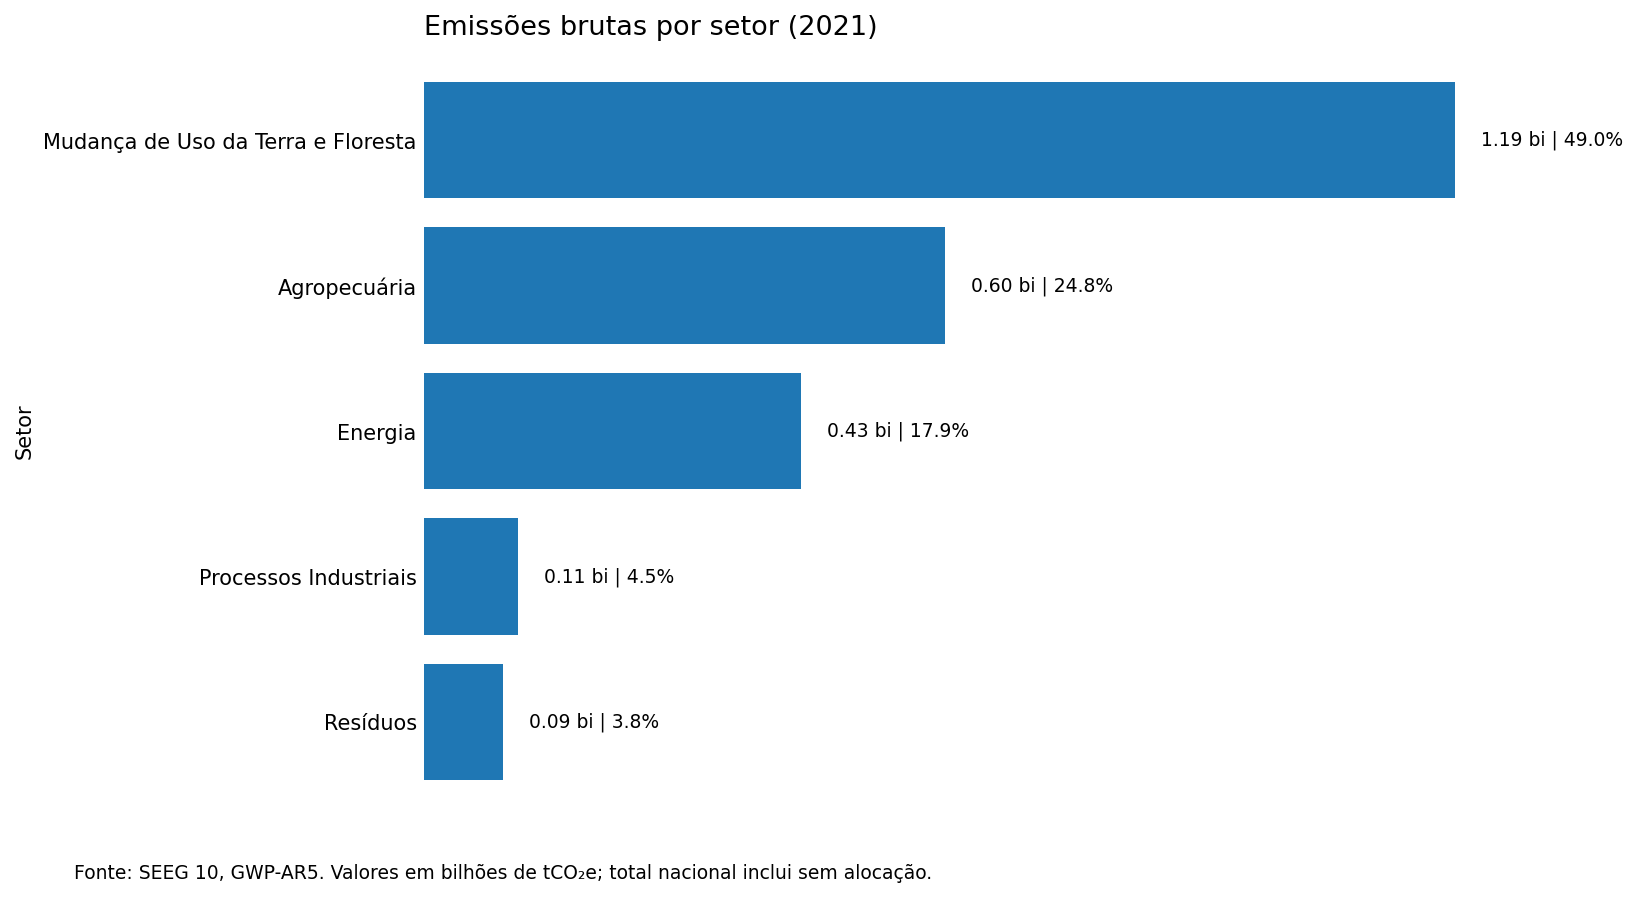 Emissões brutas por setor (2021)
Setor
Mudança de Uso da Terra e Floresta
1.19 bi | 49.0%
Agropecuária
0.60 bi | 24.8%
Energia
0.43 bi | 17.9%
Processos Industriais
0.11 bi | 4.5%
Resíduos
0.09 bi | 3.8%
Fonte: SEEG 10, GWP-AR5. Valores em bilhões de tCO₂e; total nacional inclui sem alocação.